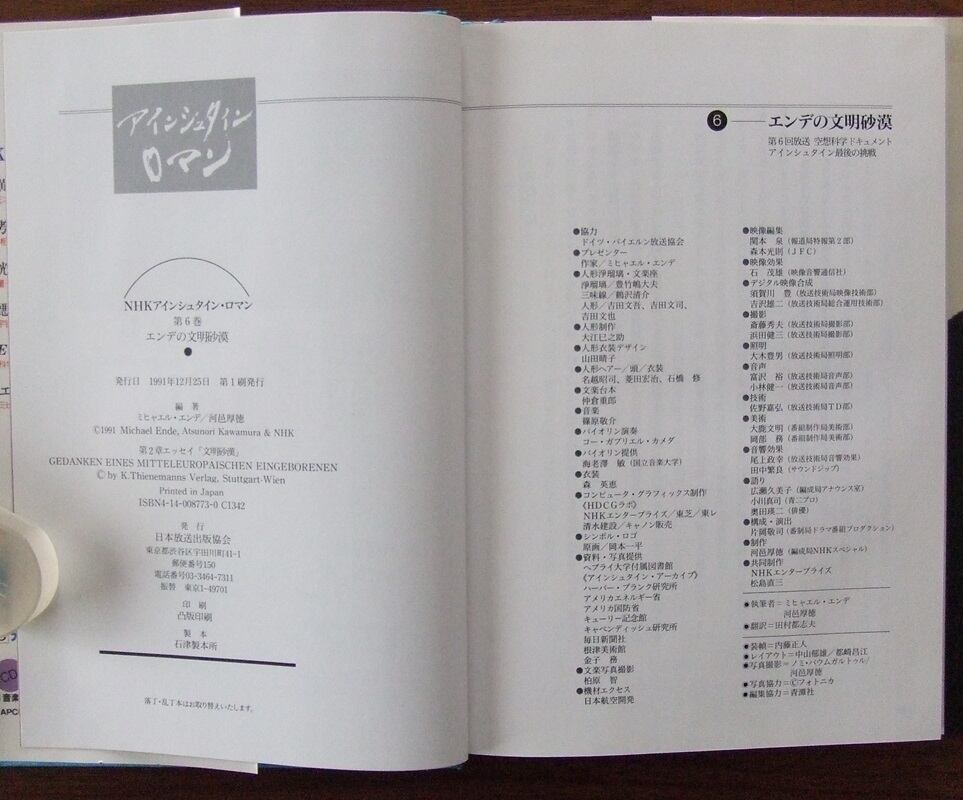 アインシュタイン
ロマン
NHKアインシュタイン・ロマン
第6巻
エンデの文明砂漠
発行日 1991年12月25日 第1刷発行
編著
ミヒャエル・エンデ/河邑厚徳
©1991 Michael Ende, Atsunori Kawamura & NHK
第2章エッセイ「文明砂漠」
GEDANKEN EINES MITTELEUROPAISCHEN EINGEBORENEN
© by K.Thienemanns Verlag, Stuttgart-Wien
Printed in Japan
ISBN4-14-008773-0 C1342
発行
日本放送出版協会
東京都渋谷区宇田川町41-1
郵便番号150
電話番号03-3464-7311
振替 東京1-49701
印刷
凸版印刷
製本
石津製本所
落丁・乱丁本はお取り替えいたします。
6 エンデの文明砂漠
第6回放送 空想科学ドキュメント
アインシュタイン最後の挑戦
●協力
ドイツ・バイエルン放送協会
●プレゼンター
作家/ミヒャエル・エンデ
●人形浄瑠璃・文楽座
浄瑠璃/豊竹嶋大夫
三味線/鶴沢清介
人形/吉田文吾、吉田文司、
吉田文也
●人形制作
大江巳之助
●人形衣装デザイン
山田晴子
●人形ヘアー/頭/衣装
名越昭司、菱田宏治、石橋 修
●文楽台本
仲倉重郎
●音楽
篠原敬介
●バイオリン演奏
コー・ガブリエル・カメダ
●バイオリン提供
海老澤 敏(国立音楽大学)
●衣装
森 英恵
●コンピュータ・グラフィックス制作
《HDCGラボ》
NHKエンタープライズ/東芝/東レ
清水建設/キャノン販売
●シンボル・ロゴ
原画/岡本一平
●資料・写真提供
ヘブライ大学付属図書館
《アインシュタイン・アーカイブ》
ハーバー・プランク研究所
アメリカエネルギー省
アメリカ国防省
キューリー記念館
キャベンディッシュ研究所
毎日新聞社
根津美術館
金子 務
●文楽写真撮影
柏原 智
●機材エクセス
日本航空開発
●映像編集
関本 泉(報道局特報第2部)
森本光則(JFC)
●映像効果
石 茂雄(映像音響通信社)
●デジタル映像合成
須賀川 豊(放送技術局映像技術部)
吉沢雄二(放送技術局総合運用技術部)
●撮影
斎藤秀夫(放送技術局撮影部)
浜田健三(放送技術局撮影部)
●照明
大木豊男(放送技術局照明部)
●音声
富沢 裕(放送技術局音声部)
小林健一(放送技術局音声部)
●技術
佐野嘉弘(放送技術局TD部)
●美術
大鹿文明(番組制作局美術部)
岡部 務(番組制作局美術部)
●音響効果
尾上政幸(放送技術局音響効果)
田中繁良(サウンドジップ)
●語り
広瀬久美子(編成局アナウンス室)
小川真司(青二プロ)
奥田瑛二(俳優)
●構成・演出
片岡敬司(番制局ドラマ番組プロダクション)
●制作
河邑厚徳(編成局NHKスペシャル)
●共同制作
NHKエンタープライズ
松島直三
●執筆者=ミヒャエル・エンデ
河邑厚徳
●翻訳=田村都志夫
●装幀=内藤正人
●レイアウト=中山郁雄/都崎昌江
●写真撮影=ノミ・バウムガルトゥル/
河邑厚徳
●写真協力=©フォトニカ
●編集協力=青潤社